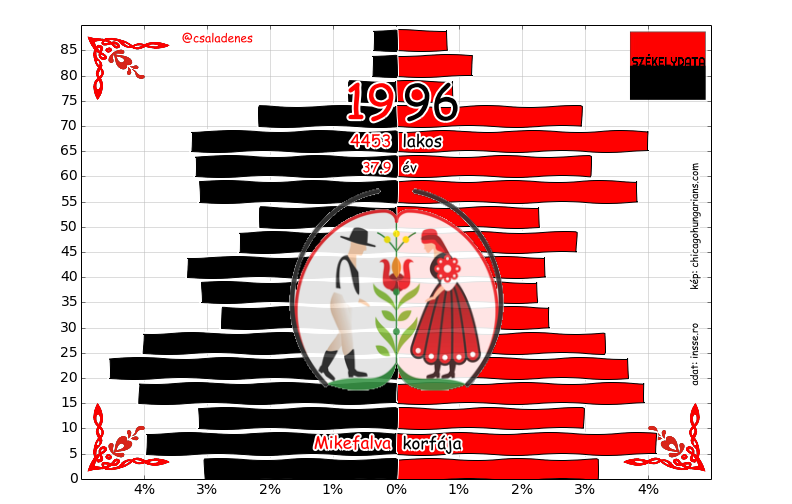 @csaladenes
SZÉKELYDATA
1996
4453 lakos
37.9 év
85
80
75
70
65
60
55
50
45
40
35
30
25
20
15
10
5
0
kép: chicagohungarians.com
adat: insse.ro
Mikefalva korfája
4% 3% 2% 1% 0% 1% 2% 3% 4%